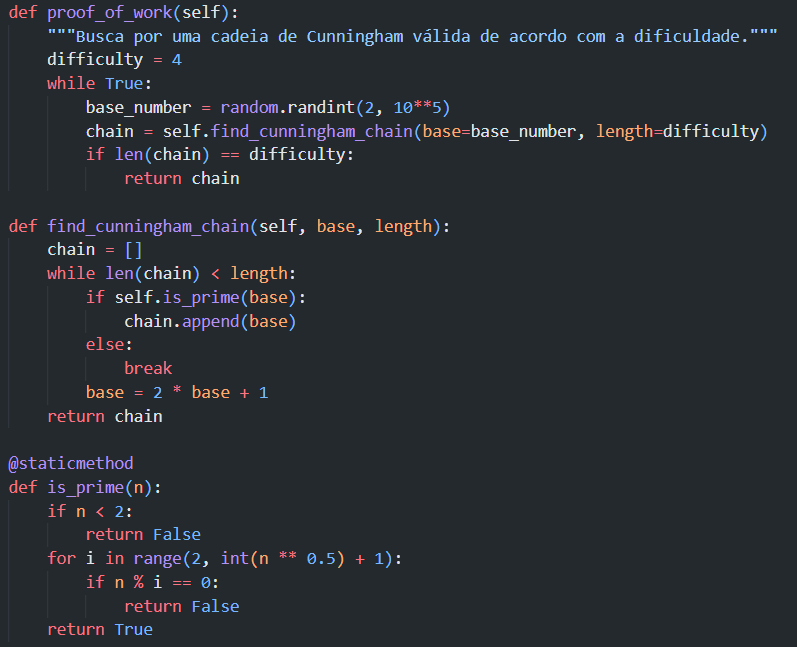 def proof_of_work(self):
    """Busca por uma cadeia de Cunningham válida de acordo com a dificuldade."""
    difficulty = 4
    while True:
        base_number = random.randint(2, 10**5)
        chain = self.find_cunningham_chain(base=base_number, length=difficulty)
        if len(chain) == difficulty:
            return chain

def find_cunningham_chain(self, base, length):
    chain = []
    while len(chain) < length:
        if self.is_prime(base):
            chain.append(base)
        else:
            break
        base = 2 * base + 1
    return chain

@staticmethod
def is_prime(n):
    if n < 2:
        return False
    for i in range(2, int(n ** 0.5) + 1):
        if n % i == 0:
            return False
    return True